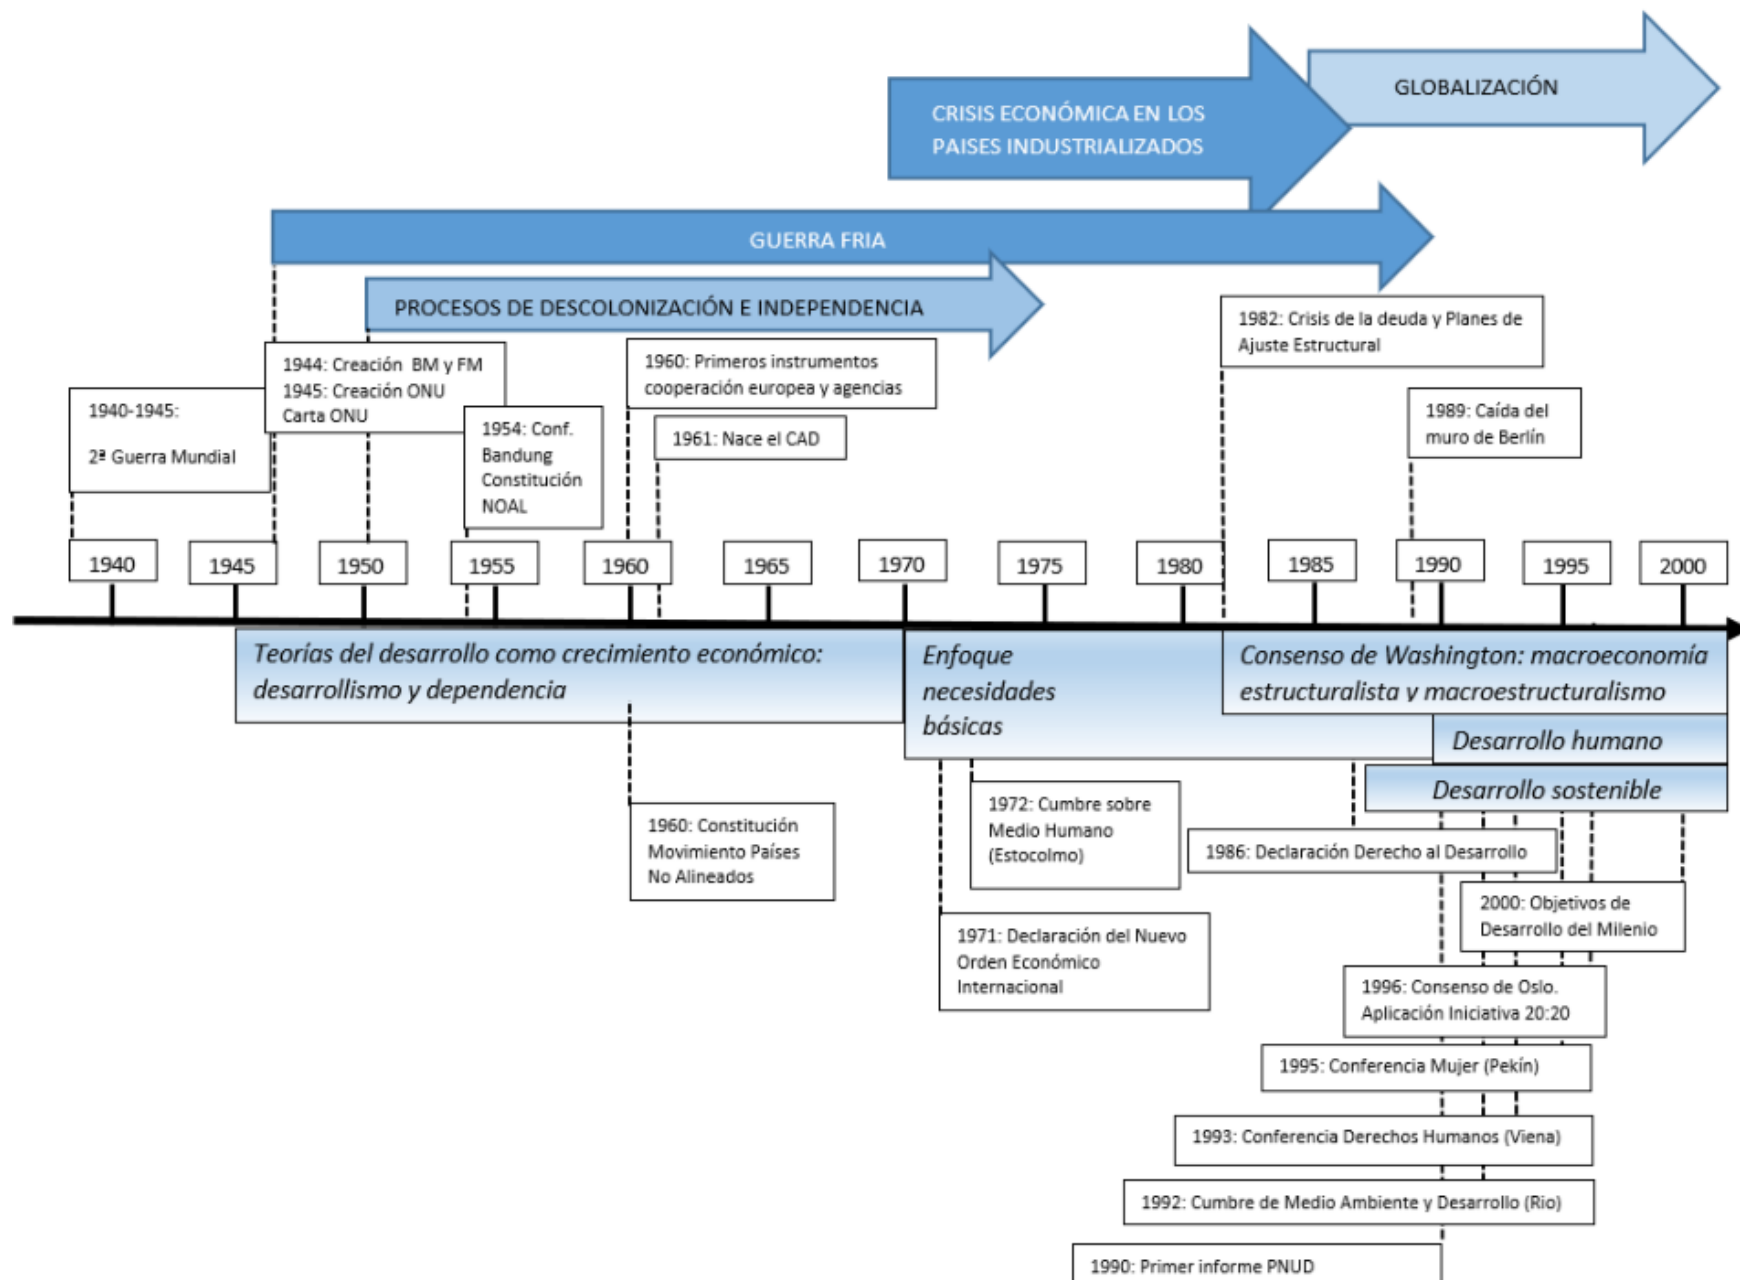 GLOBALIZACIÓN
CRISIS ECONÓMICA EN LOS
PAISES INDUSTRIALIZADOS
GUERRA FRIA
PROCESOS DE DESCOLONIZACIÓN E INDEPENDENCIA
1940-1945:
2ª Guerra Mundial
1944: Creación BM y FM
1945: Creación ONU
Carta ONU
1954: Conf.
Bandung
Constitución
NOAL
1960: Primeros instrumentos
cooperación europea y agencias
1961: Nace el CAD
1982: Crisis de la deuda y Planes de
Ajuste Estructural
1989: Caída del
muro de Berlín
1940
1945
1950
1955
1960
1965
1970
1975
1980
1985
1990
1995
2000
Teorías del desarrollo como crecimiento económico:
desarrollismo y dependencia
Enfoque
necesidades
básicas
Consenso de Washington: macroeconomía
estructuralista y macroestructuralismo
Desarrollo humano
Desarrollo sostenible
1960: Constitución
Movimiento Países
No Alineados
1972: Cumbre sobre
Medio Humano
(Estocolmo)
1971: Declaración del Nuevo
Orden Económico
Internacional
1986: Declaración Derecho al Desarrollo
2000: Objetivos de
Desarrollo del Milenio
1996: Consenso de Oslo.
Aplicación Iniciativa 20:20
1995: Conferencia Mujer (Pekín)
1993: Conferencia Derechos Humanos (Viena)
1992: Cumbre de Medio Ambiente y Desarrollo (Rio)
1990: Primer informe PNUD